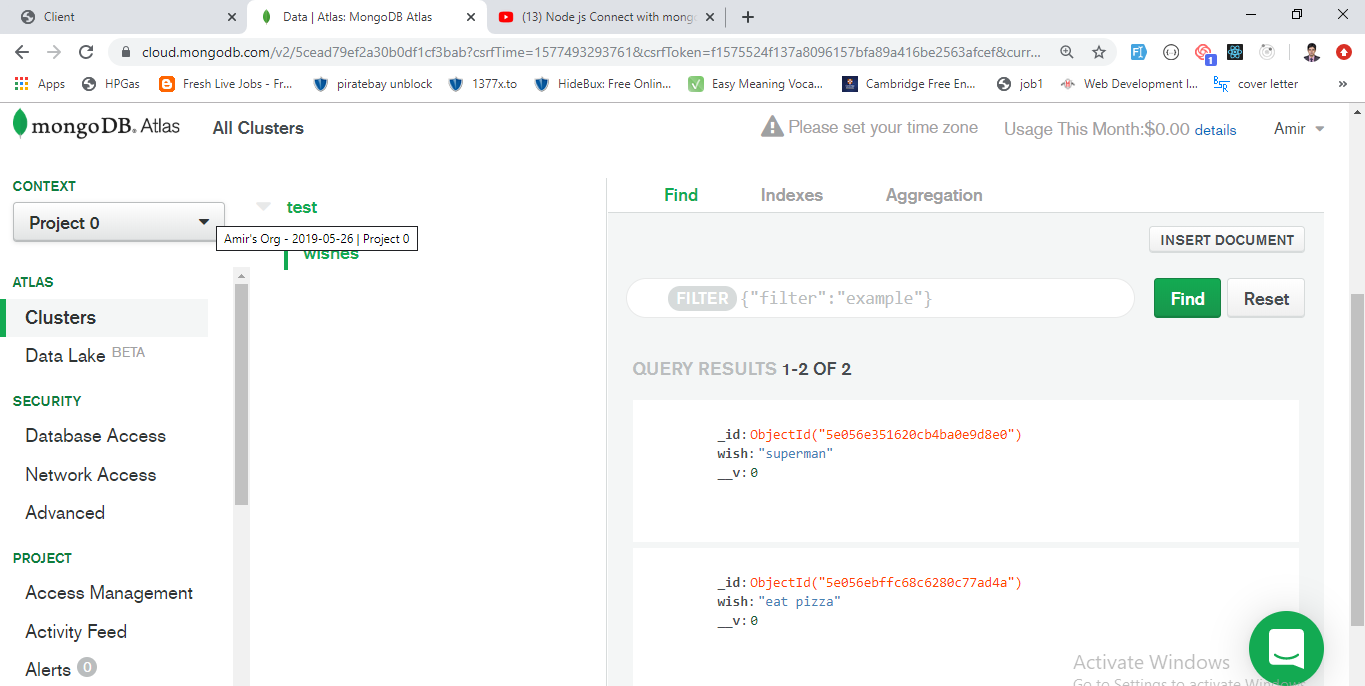 Client
Data | Atlas: MongoDB Atlas
(13) Node js Connect with mong
cloud.mongodb.com/v2/5cead79ef2a30b0df1cf3bab?csrfTime=1577493293761&csrfToken=f1575524f137a8096157bfa89a416be2563afcef&curr...
Apps HPGas Fresh Live Jobs - Fr... piratebay unblock 1377x.to HideBux: Free Onlin... Easy Meaning Voca... Cambridge Free En... job1 Web Development I... cover letter »
mongoDB. Atlas All Clusters Please set your time zone Usage This Month:$0.00 details Amir
CONTEXT
Project 0
Amir's Org - 2019-05-26 | Project 0
ATLAS
Clusters
Data Lake BETA
SECURITY
Database Access
Network Access
Advanced
PROJECT
Access Management
Activity Feed
Alerts 0
test
wishes
Find Indexes Aggregation
INSERT DOCUMENT
FILTER {"filter":"example"}
Find Reset
QUERY RESULTS 1-2 OF 2
_id:ObjectId("5e056e351620cb4ba0e9d8e0")
wish:"superman"
__v:0
_id:ObjectId("5e056ebffc68c6280c77ad4a")
wish:"eat pizza"
__v:0
Activate Windows
Go to Settings to activate Windows.